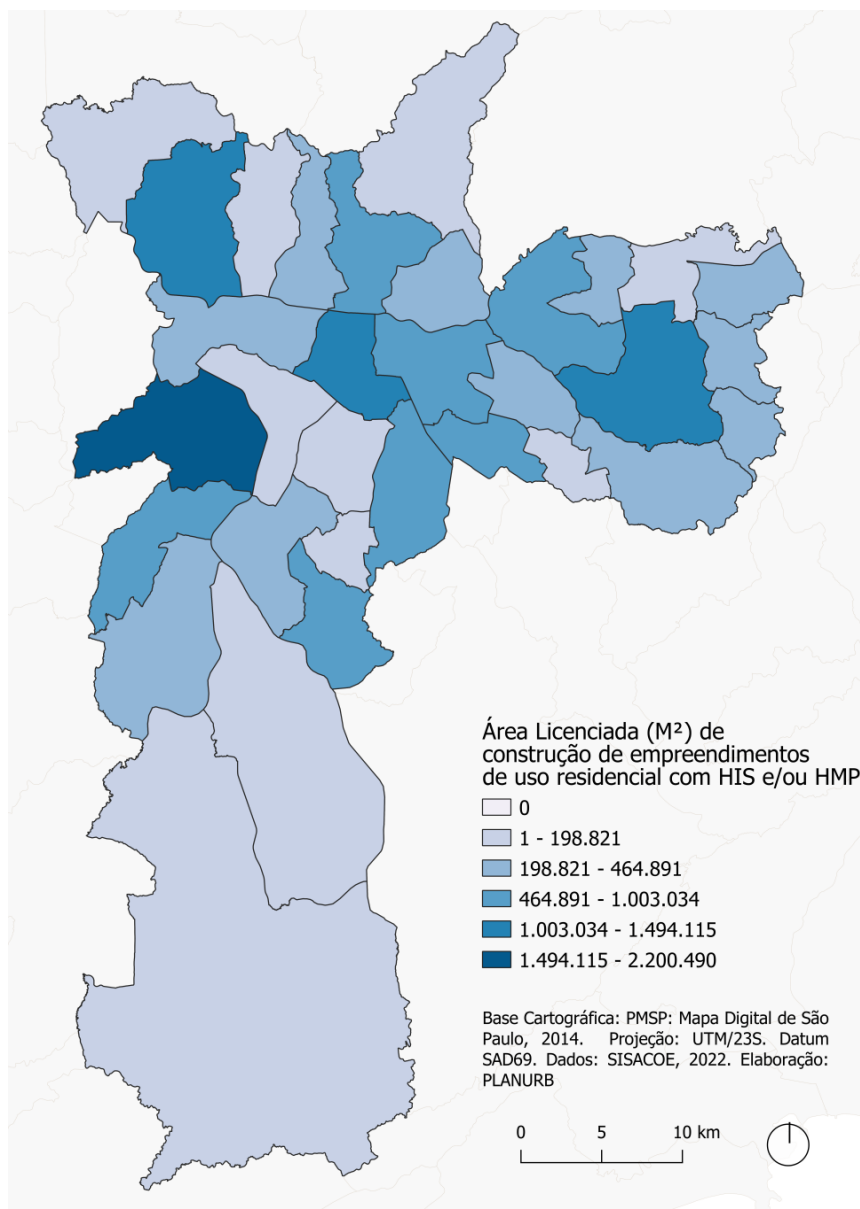 Área Licenciada (M²) de
construção de empreendimentos
de uso residencial com HIS e/ou HMP
0
1 - 198.821
198.821 - 464.891
464.891 - 1.003.034
1.003.034 - 1.494.115
1.494.115 - 2.200.490
Base Cartográfica: PMSP: Mapa Digital de São
Paulo, 2014. Projeção: UTM/23S. Datum
SAD69. Dados: SISACOE, 2022. Elaboração:
PLANURB
0 5 10 km